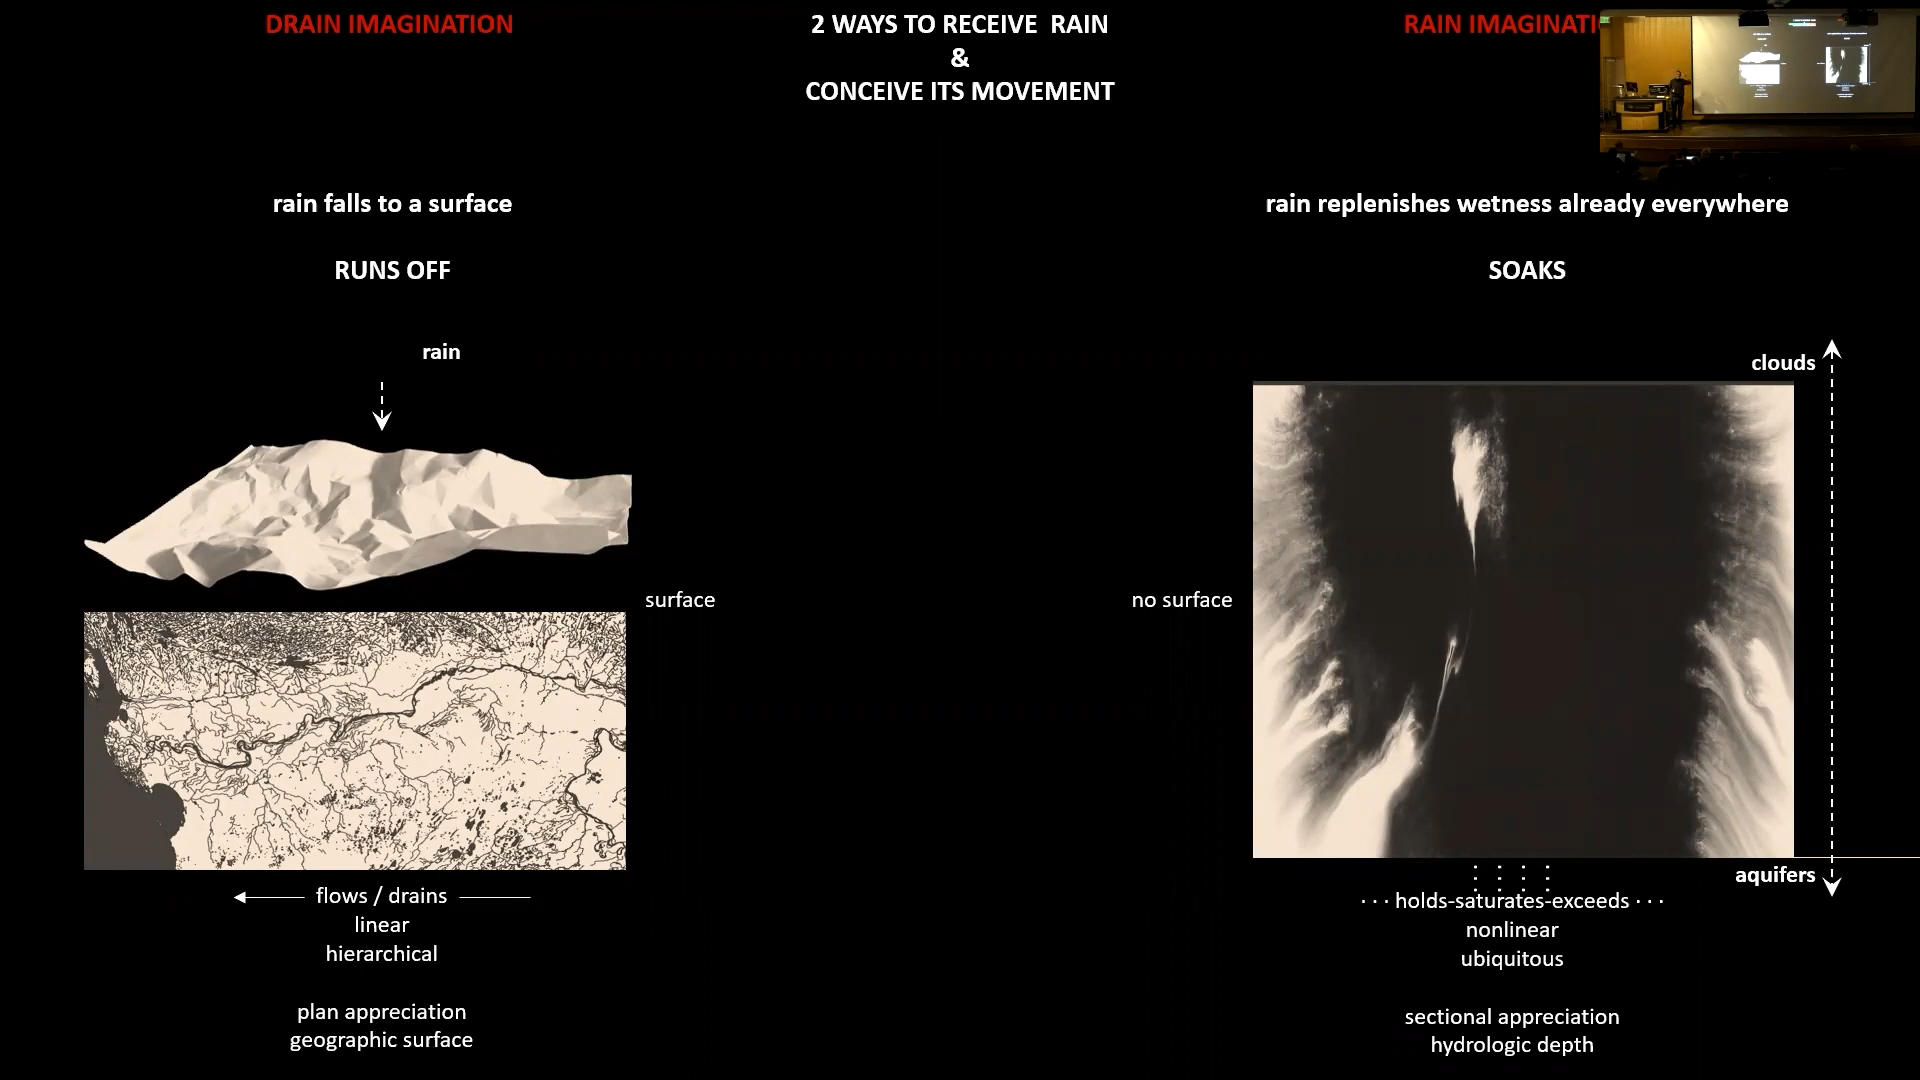 DRAIN IMAGINATION
2 WAYS TO RECEIVE RAIN
&
CONCEIVE ITS MOVEMENT
RAIN
rain falls to a surface
RUNS OFF
rain
surface
flows / drains
linear
hierarchical
plan appreciation
geographic surface
rain replenishes wetness already everywhere
SOAKS
clouds
no surface
aquifers
· · · holds-saturates-exceeds · · ·
nonlinear
ubiquitous
sectional appreciation
hydrologic depth